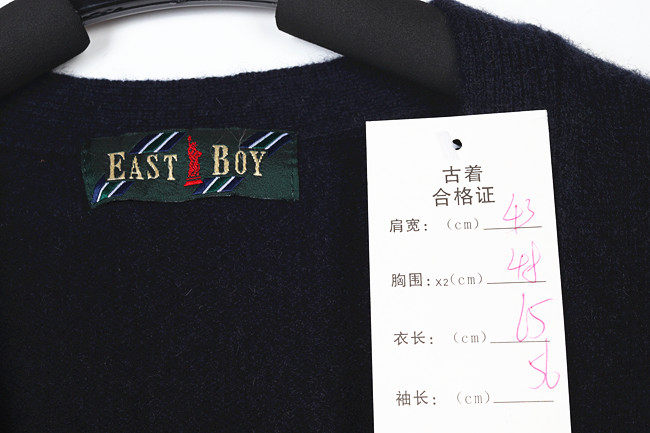 EAST BOY
古着
合格证
肩宽：(cm) 43
胸围：x2(cm) 48
衣长：(cm) 65
袖长：(cm) 56